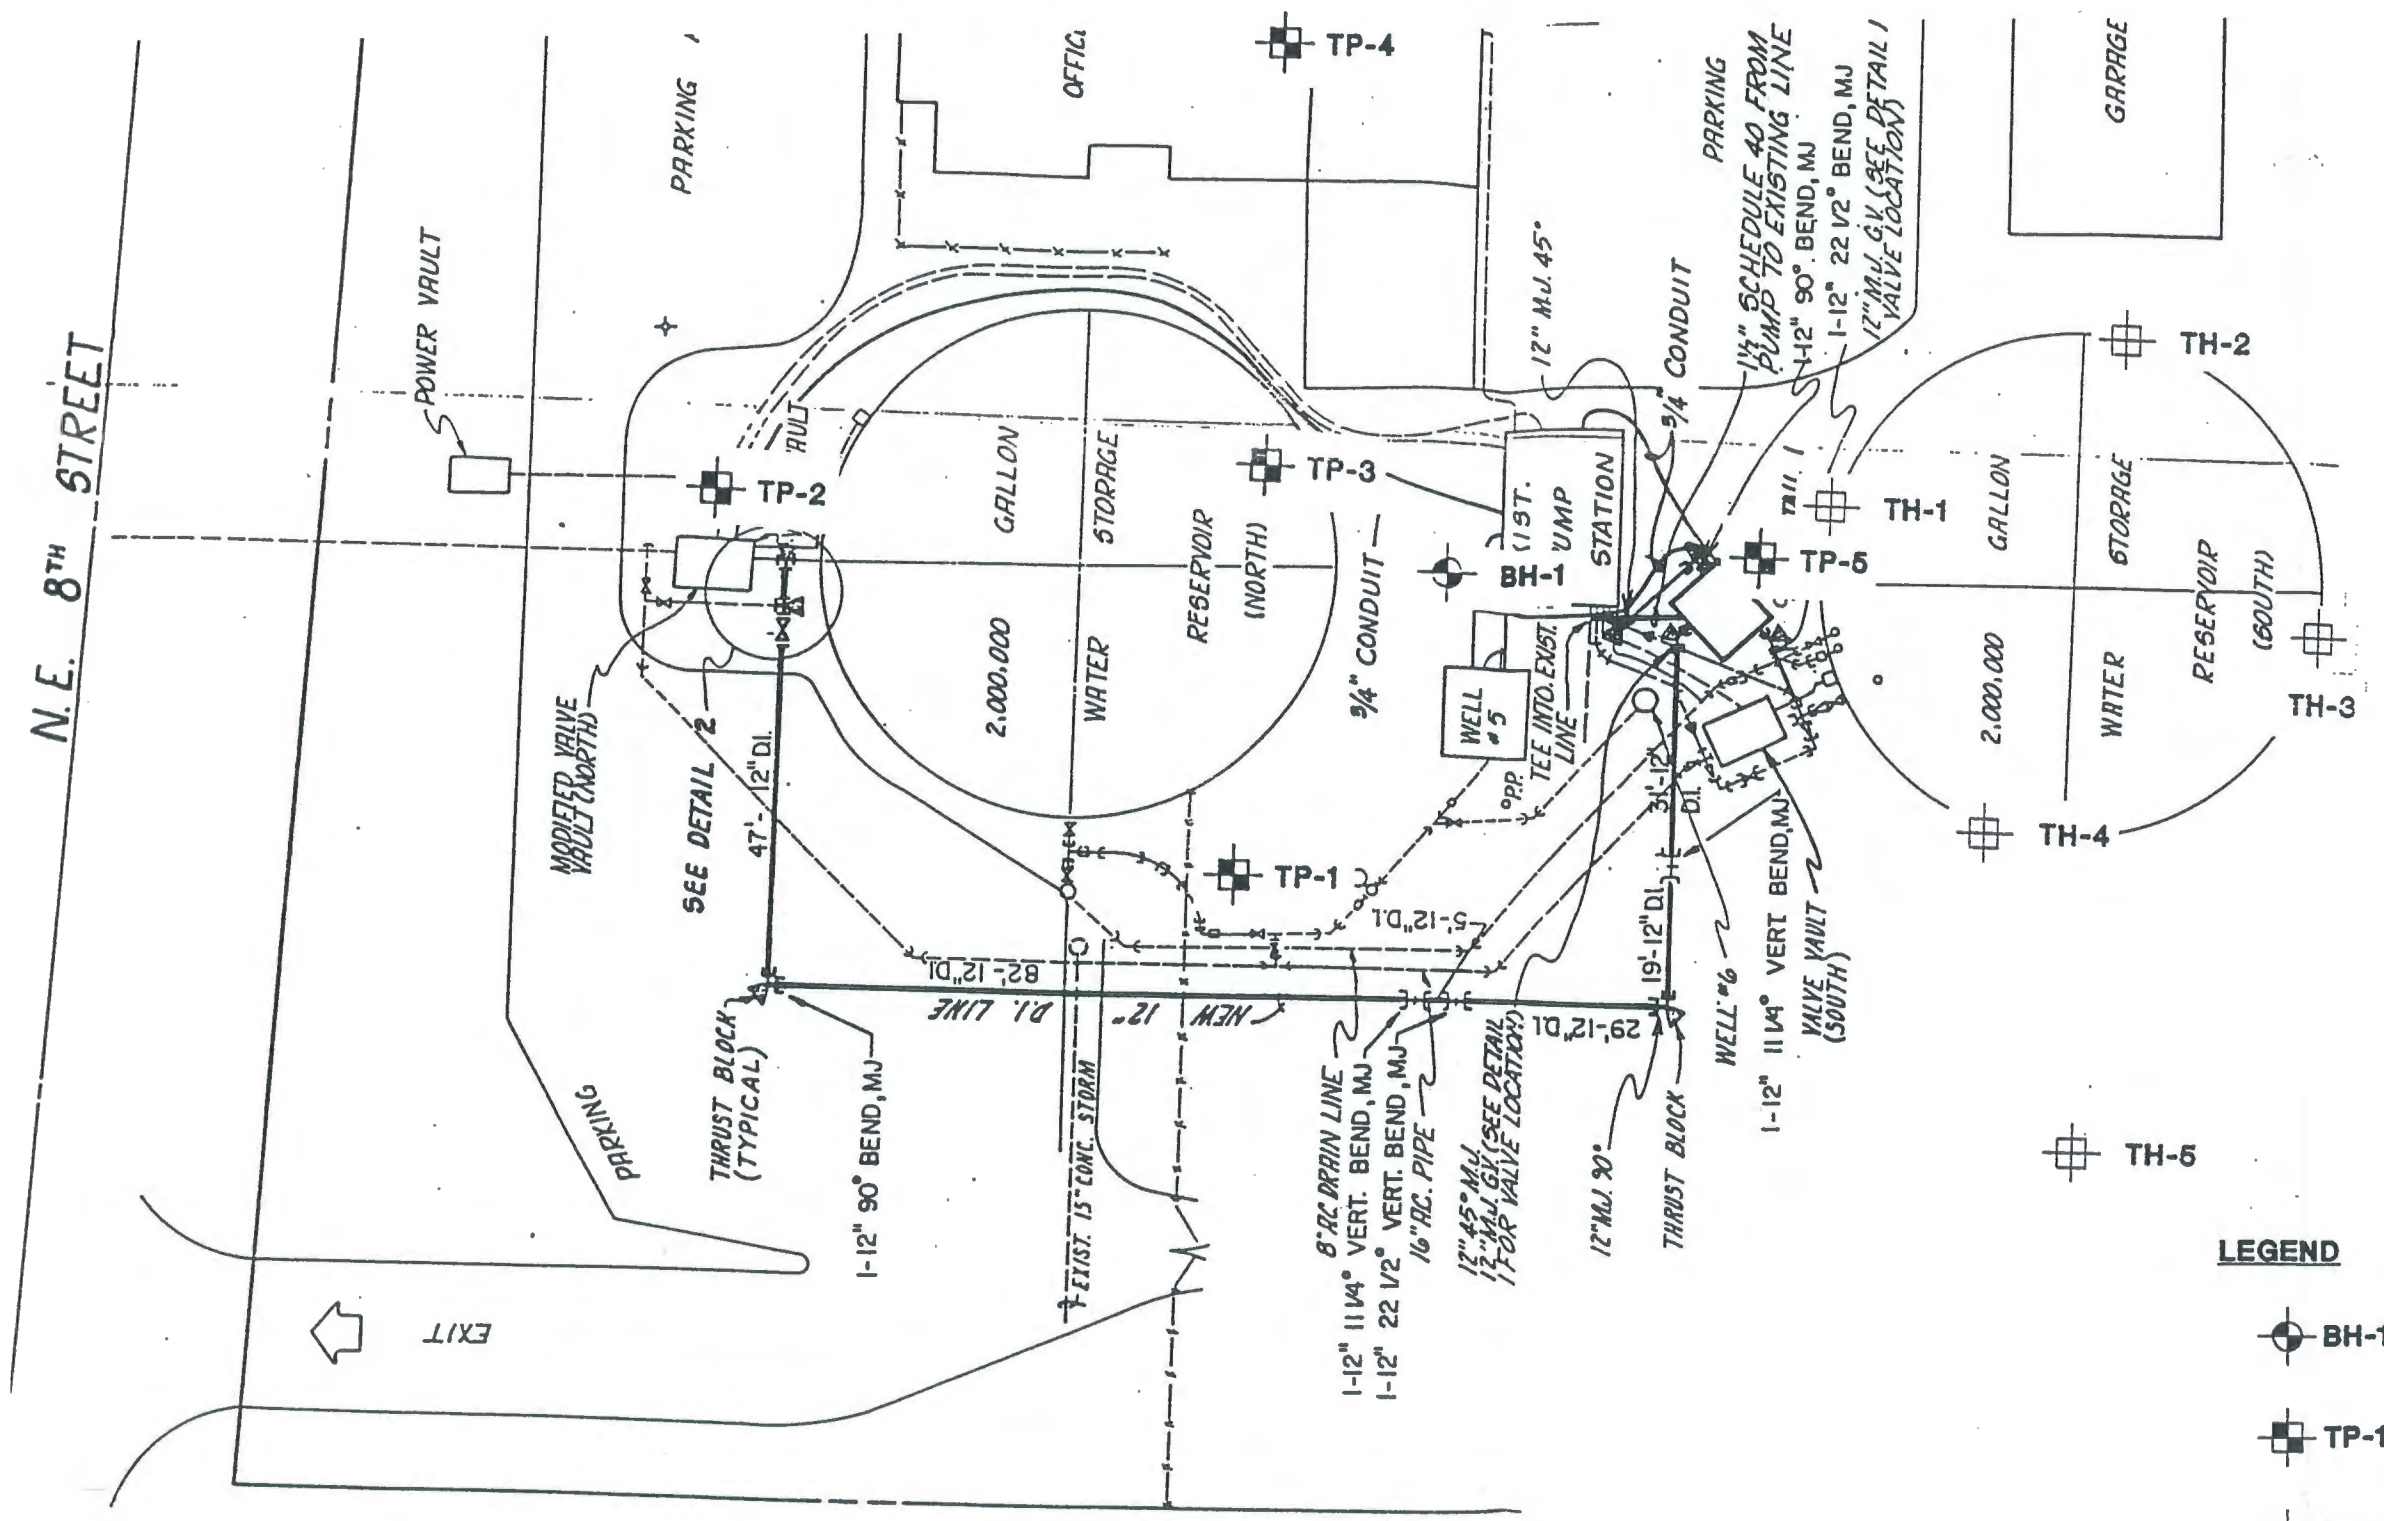 N.E. 8TH STREET
POWER VAULT
PARKING
OFFIC
TP-4
PARKING
1½" SCHEDULE 40 FROM
PUMP TO EXISTING LINE
1-12" 90° BEND, MJ
1-12" 22 1/2° BEND, MJ
12" M.J. G.V. (SEE DETAIL 1
VALVE LOCATION)
GARAGE
12" M.J. 45°
3/4" CONDUIT
TP-2
AULT
MODIFIED VALVE
VAULT (NORTH)
SEE DETAIL 2
47'-12" D.I.
2,000,000
GALLON
WATER
STORAGE
RESERVOIR
(NORTH)
TP-3
3/4" CONDUIT
BH-1
(1ST.
UMP
STATION
WELL
#5
TEE INTO EXIST.
LINE
P.P.
TP-5
TH-1
TH-2
2,000,000
GALLON
WATER
STORAGE
RESERVOIR
(SOUTH)
TH-3
TH-4
TH-5
TP-1
5'-12" D.I.
82'-12" D.I.
NEW 12" D.I. LINE
31'-12"
D.I.
19'-12" D.I.
29'-12" D.I.
THRUST BLOCK
(TYPICAL)
1-12" 90° BEND, MJ
PARKING
EXIT
EXIST. 15" CONC. STORM
8" AC DRAIN LINE
1-12" 11 1/4° VERT. BEND, MJ
1-12" 22 1/2° VERT. BEND, MJ
16" AC. PIPE
12" 45° M.J.
12" M.J. GV (SEE DETAIL
1 FOR VALVE LOCATION)
12" M.J. 90°
THRUST BLOCK
WELL #6
1-12" 11 1/4° VERT BEND, MJ
VALVE VAULT
(SOUTH)
LEGEND
BH-1
TP-1